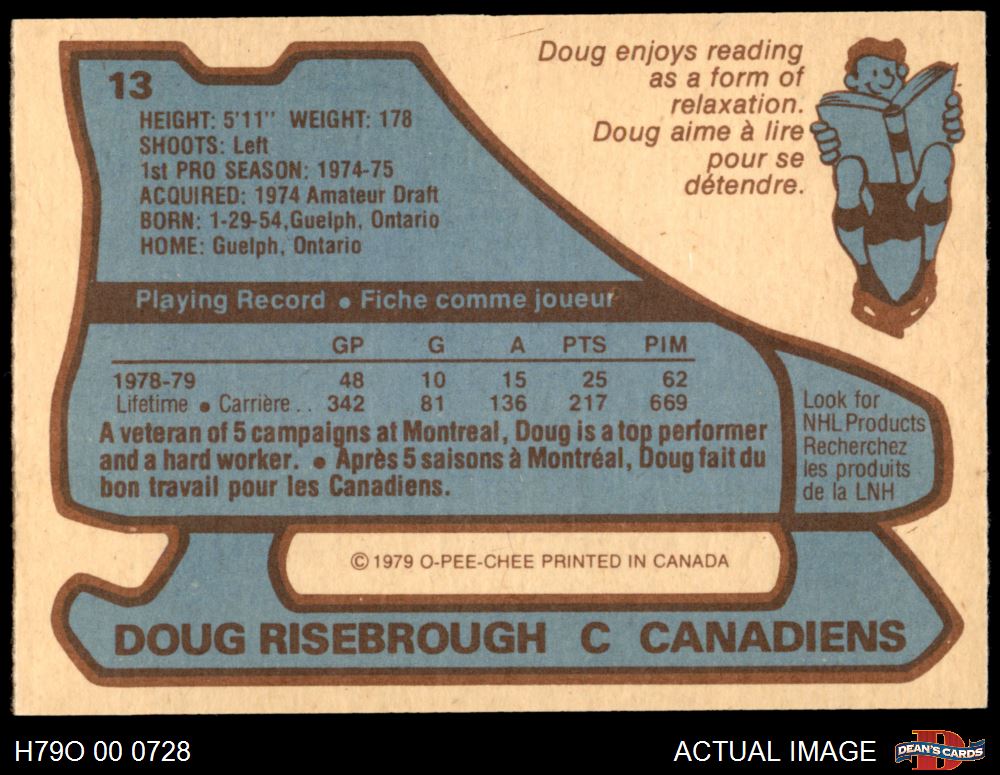 13
HEIGHT: 5'11" WEIGHT: 178
SHOOTS: Left
1st PRO SEASON: 1974-75
ACQUIRED: 1974 Amateur Draft
BORN: 1-29-54, Guelph, Ontario
HOME: Guelph, Ontario
Doug enjoys reading
as a form of
relaxation.
Doug aime à lire
pour se
détendre.
Playing Record • Fiche comme joueur
GP G A PTS PIM
1978-79 48 10 15 25 62
Lifetime • Carrière . . 342 81 136 217 669
A veteran of 5 campaigns at Montreal, Doug is a top performer
and a hard worker. • Après 5 saisons à Montréal, Doug fait du
bon travail pour les Canadiens.
Look for
NHL Products
Recherchez
les produits
de la LNH
© 1979 O-PEE-CHEE PRINTED IN CANADA
DOUG RISEBROUGH C CANADIENS
H79O 00 0728
ACTUAL IMAGE
D
DEAN'S CARDS